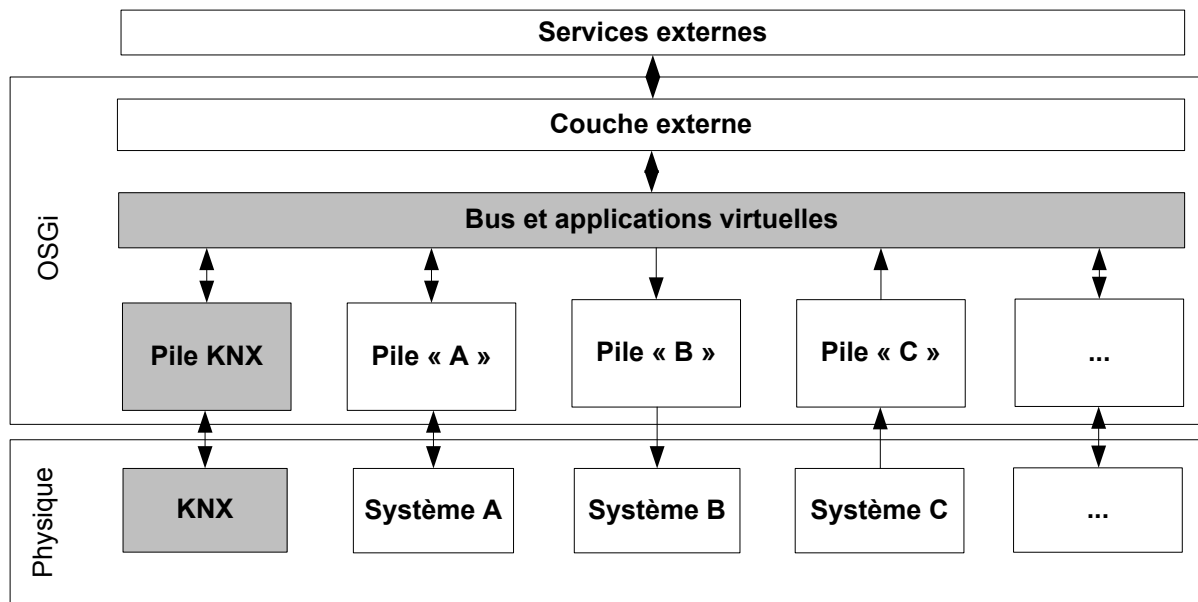 Services externes
Couche externe
OSGi
Bus et applications virtuelles
Pile KNX
Pile « A »
Pile « B »
Pile « C »
...
Physique
KNX
Système A
Système B
Système C
...